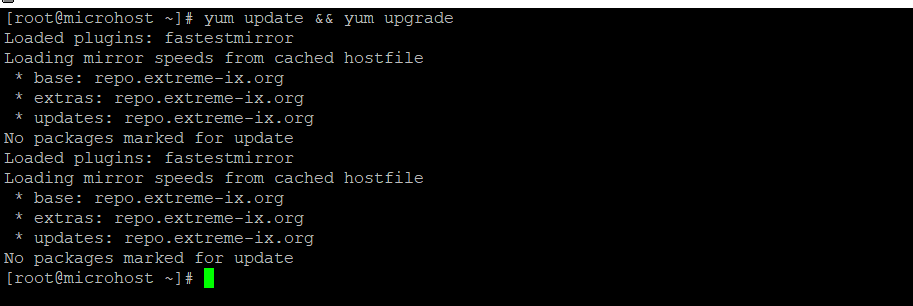 [root@microhost ~]# yum update && yum upgrade
Loaded plugins: fastestmirror
Loading mirror speeds from cached hostfile
 * base: repo.extreme-ix.org
 * extras: repo.extreme-ix.org
 * updates: repo.extreme-ix.org
No packages marked for update
Loaded plugins: fastestmirror
Loading mirror speeds from cached hostfile
 * base: repo.extreme-ix.org
 * extras: repo.extreme-ix.org
 * updates: repo.extreme-ix.org
No packages marked for update
[root@microhost ~]#